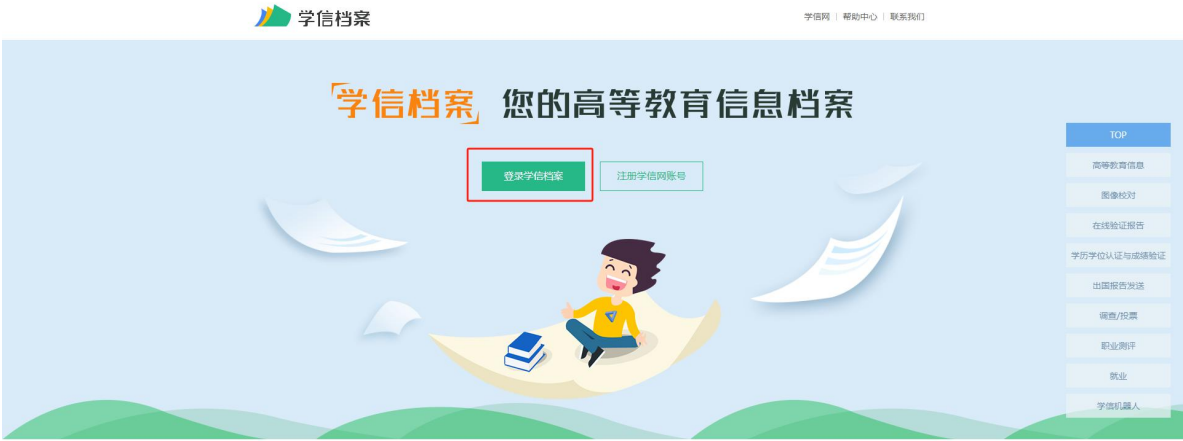 学信档案
学信网 | 帮助中心 | 联系我们
学信档案 您的高等教育信息档案
登录学信档案
注册学信网账号
TOP
高等教育信息
图像校对
在线验证报告
学历学位认证与成绩验证
出国报告发送
调查/投票
职业测评
就业
学信机器人